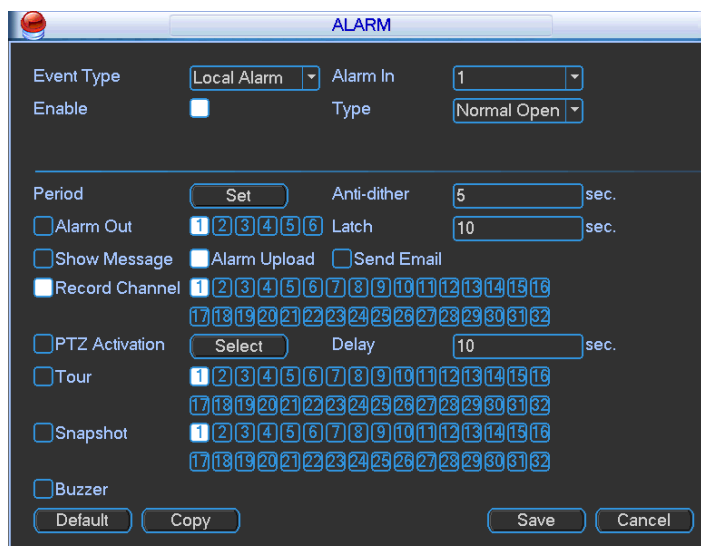 ALARM
Event Type Local Alarm Alarm In 1
Enable Type Normal Open
Period Set Anti-dither 5 sec.
Alarm Out 1 2 3 4 5 6 Latch 10 sec.
Show Message Alarm Upload Send Email
Record Channel 1 2 3 4 5 6 7 8 9 10 11 12 13 14 15 16
17 18 19 20 21 22 23 24 25 26 27 28 29 30 31 32
PTZ Activation Select Delay 10 sec.
Tour 1 2 3 4 5 6 7 8 9 10 11 12 13 14 15 16
17 18 19 20 21 22 23 24 25 26 27 28 29 30 31 32
Snapshot 1 2 3 4 5 6 7 8 9 10 11 12 13 14 15 16
17 18 19 20 21 22 23 24 25 26 27 28 29 30 31 32
Buzzer
Default Copy Save Cancel